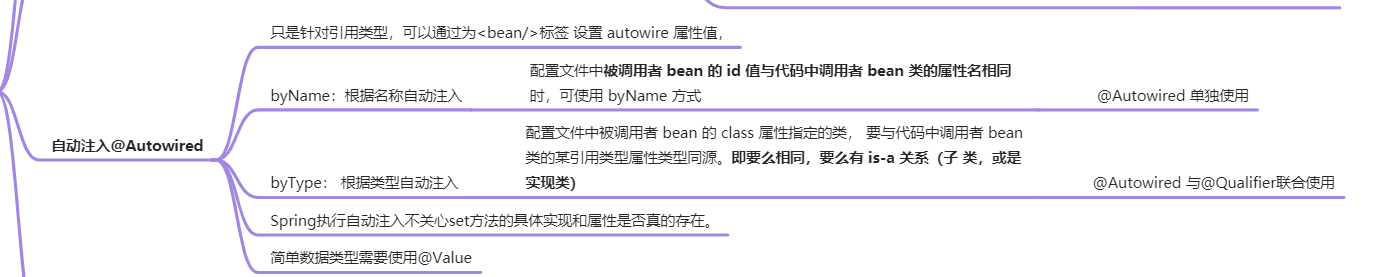 只是针对引用类型，可以通过为<bean/>标签 设置 autowire 属性值，
配置文件中被调用者 bean 的 id 值与代码中调用者 bean 类的属性名相同
byName：根据名称自动注入
时，可使用 byName 方式
@Autowired 单独使用
自动注入@Autowired
配置文件中被调用者 bean 的 class 属性指定的类， 要与代码中调用者 bean
类的某引用类型属性类型同源。即要么相同，要么有 is-a 关系（子 类，或是
byType： 根据类型自动注入
实现类)
@Autowired 与@Qualifier联合使用
Spring执行自动注入不关心set方法的具体实现和属性是否真的存在。
简单数据类型需要使用@Value